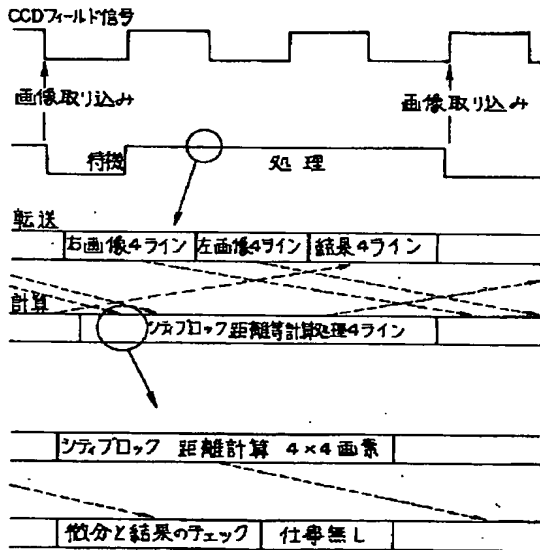 CCDフィールド信号
画像取り込み 画像取り込み
待機 処理
転送
右画像4ライン 左画像4ライン 結果4ライン
計算
シティブロック距離等計算処理4ライン
シティブロック 距離計算 4×4画素
微分と結果のチェック 仕事無し